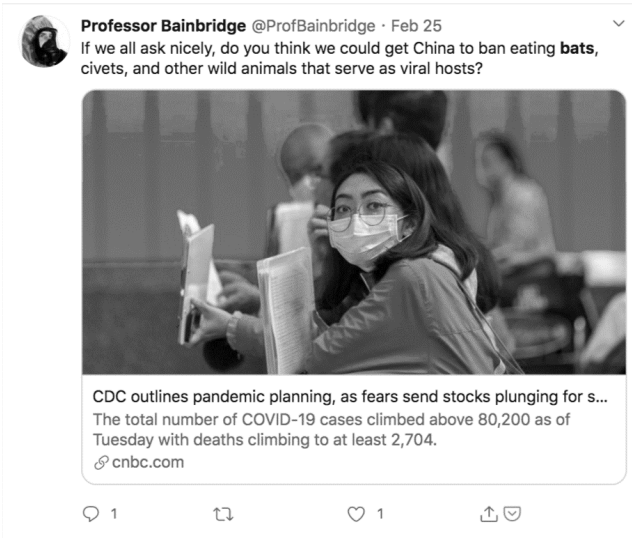 Professor Bainbridge @ProfBainbridge · Feb 25
If we all ask nicely, do you think we could get China to ban eating bats,
civets, and other wild animals that serve as viral hosts?
CDC outlines pandemic planning, as fears send stocks plunging for s...
The total number of COVID-19 cases climbed above 80,200 as of
Tuesday with deaths climbing to at least 2,704.
cnbc.com
1 1